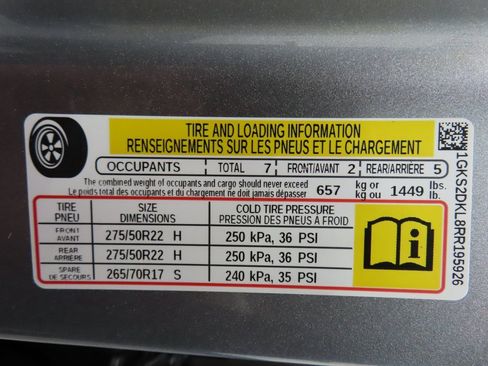 TIRE AND LOADING INFORMATION
RENSEIGNEMENTS SUR LES PNEUS ET LE CHARGEMENT
OCCUPANTS TOTAL 7 FRONT/AVANT 2 REAR/ARRIÈRE 5
The combined weight of occupants and cargo should never exceed
Le poids total des occupants et du chargement ne doit jamais dépasser
657 kg or kg ou 1449 lbs. lb.
TIRE PNEU SIZE DIMENSIONS COLD TIRE PRESSURE PRESSION DES PNEUS À FROID
FRONT AVANT 275/50R22 H 250 kPa, 36 PSI
REAR ARRIÈRE 275/50R22 H 250 kPa, 36 PSI
SPARE DE SECOURS 265/70R17 S 240 kPa, 35 PSI
1GKS2DKL8RR195926